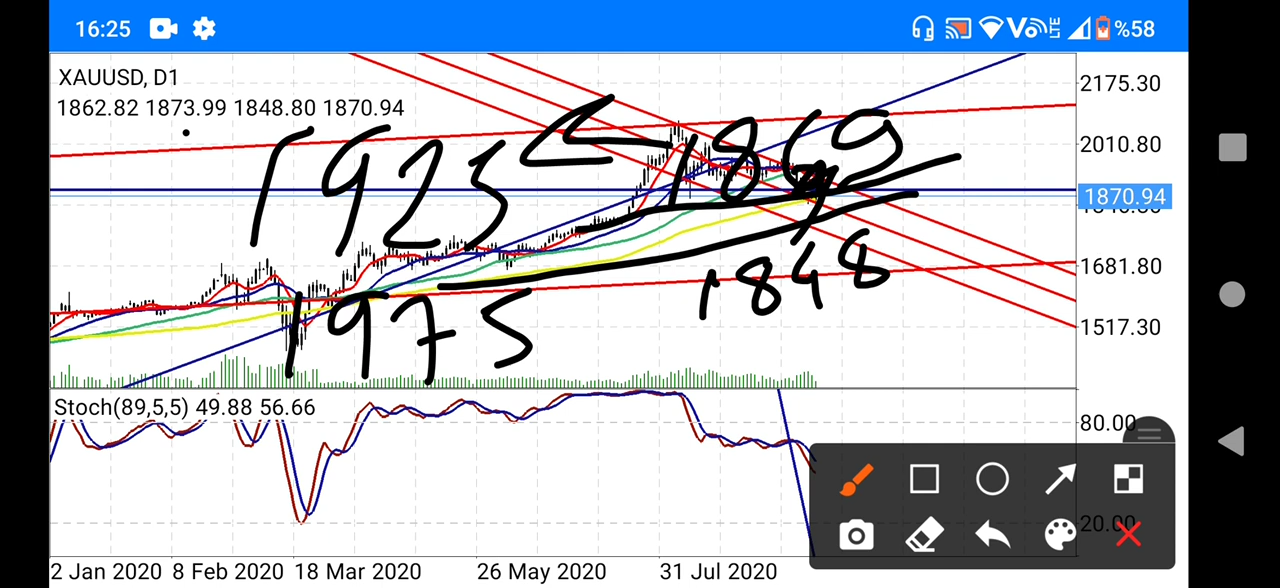 16:25 Vo LTE %58
XAUUSD, D1
1862.82 1873.99 1848.80 1870.94
2175.30
2010.80
1870.94
1681.80
1517.30
1923
1869
1848
1975
Stoch(89,5,5) 49.88 56.66
80.00
20.00
2 Jan 2020 8 Feb 2020 18 Mar 2020 26 May 2020 31 Jul 2020